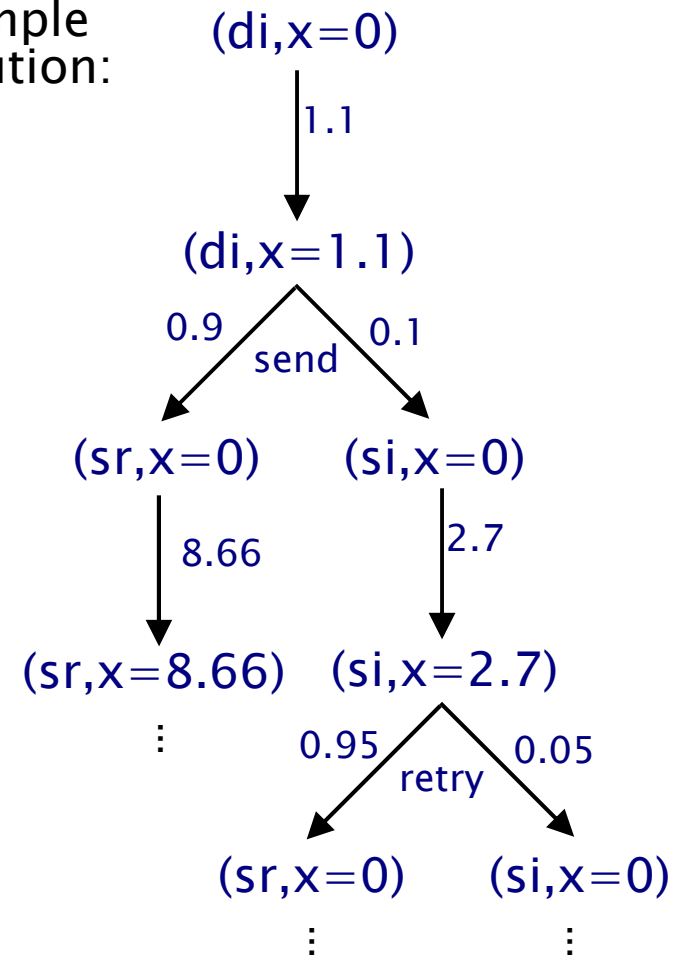 mple
ution:
(di,x=0)
1.1
(di,x=1.1)
0.9 send 0.1
(sr,x=0) (si,x=0)
8.66 2.7
(sr,x=8.66) (si,x=2.7)
⋮
0.95 retry 0.05
(sr,x=0) (si,x=0)
⋮ ⋮